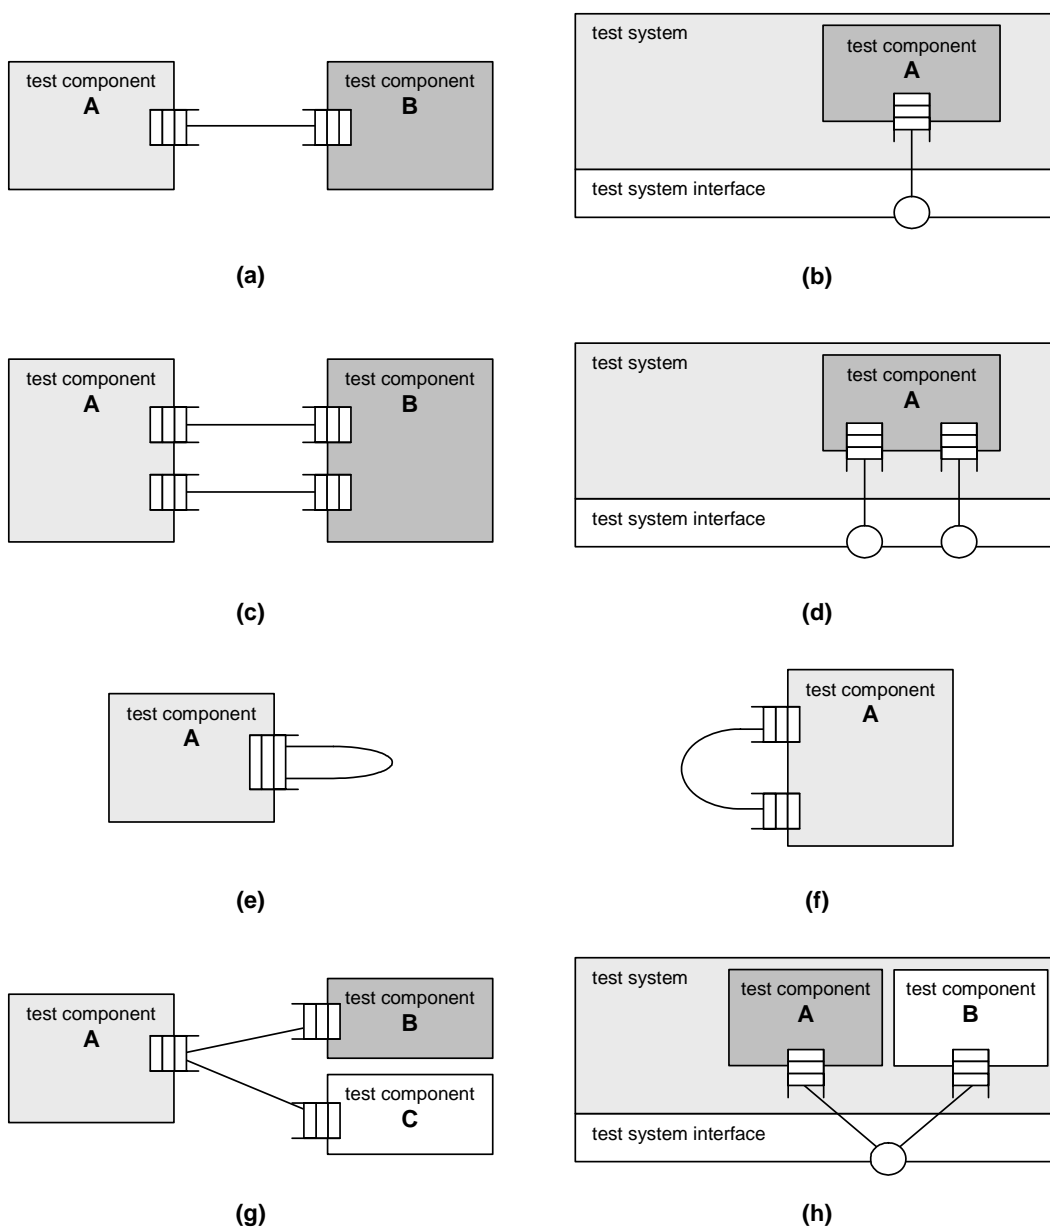 test component
A
test component
B
(a)
test system
test component
A
test system interface
(b)
test component
A
test component
B
(c)
test system
test component
A
test system interface
(d)
test component
A
(e)
test component
A
(f)
test component
A
test component
B
test component
C
(g)
test system
test component
A
test component
B
test system interface
(h)